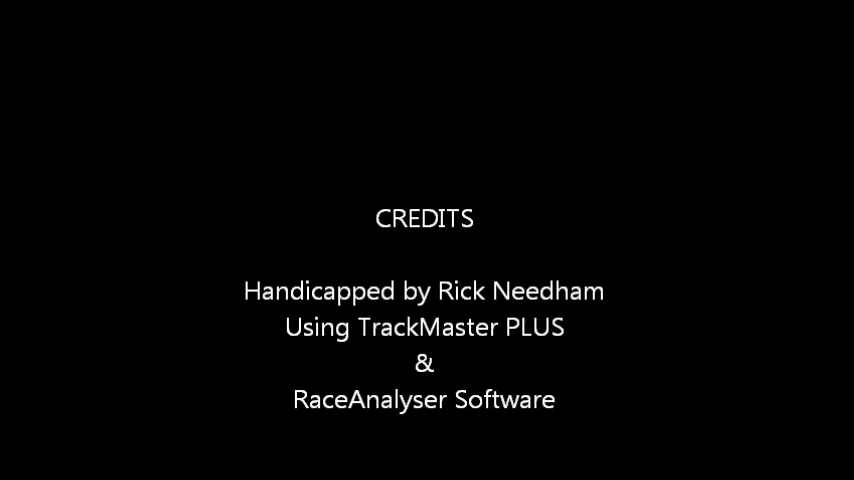 CREDITS
Handicapped by Rick Needham
Using TrackMaster PLUS
&
RaceAnalyser Software